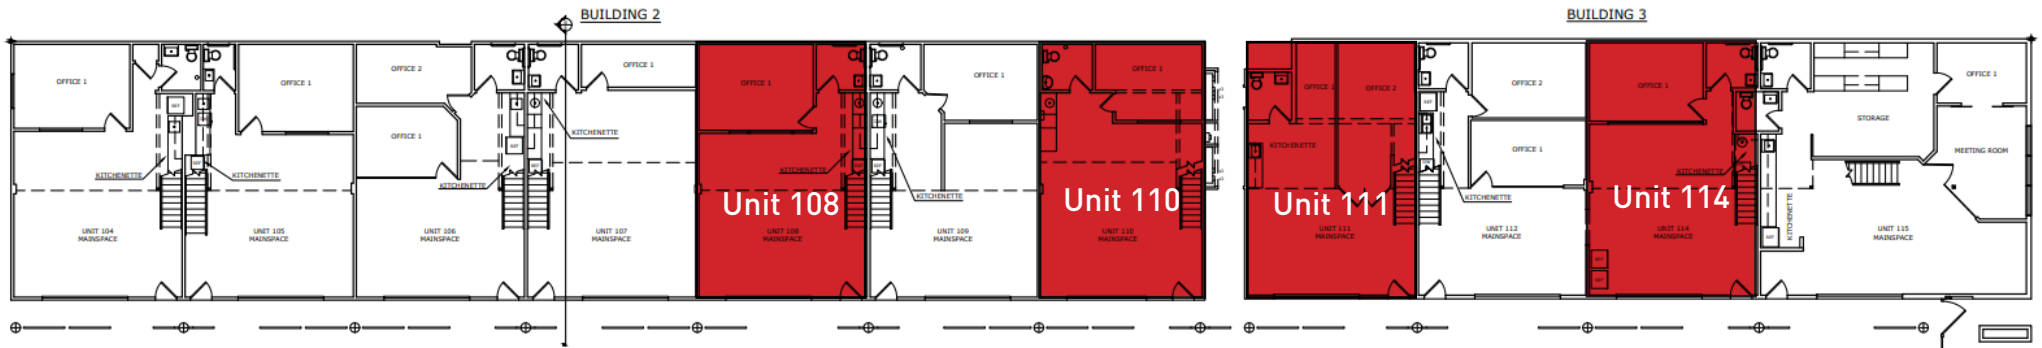 BUILDING 2
BUILDING 3
OFFICE 1
OFFICE 1
OFFICE 2
OFFICE 1
OFFICE 1
OFFICE 1
OFFICE 1
OFFICE 1
OFFICE 2
OFFICE 2
OFFICE 1
OFFICE 1
OFFICE 1
OFFICE 1
STORAGE
MEETING ROOM
KITCHENETTE
KITCHENETTE
KITCHENETTE
KITCHENETTE
KITCHENETTE
KITCHENETTE
KITCHENETTE
KITCHENETTE
KITCHENETTE
KITCHENETTE
Unit 108
Unit 110
Unit 111
Unit 114
UNIT 104
MAINSPACE
UNIT 105
MAINSPACE
UNIT 106
MAINSPACE
UNIT 107
MAINSPACE
UNIT 108
MAINSPACE
UNIT 109
MAINSPACE
UNIT 110
MAINSPACE
UNIT 111
MAINSPACE
UNIT 112
MAINSPACE
UNIT 114
MAINSPACE
UNIT 115
MAINSPACE